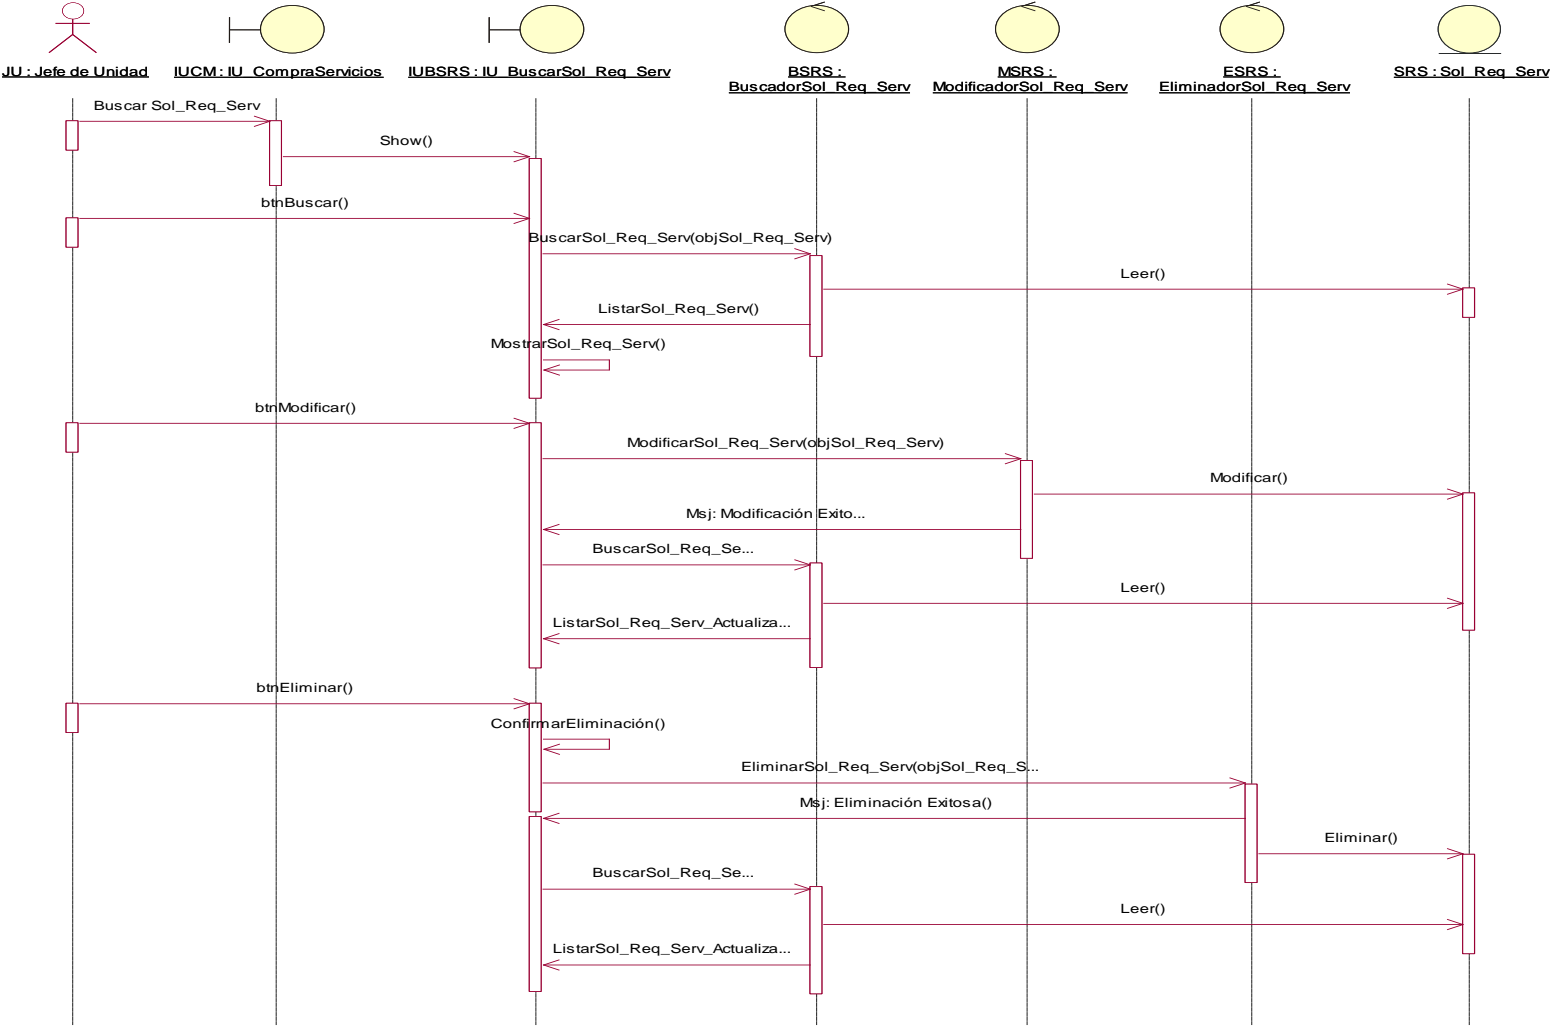 JU : Jefe de Unidad
IUCM : IU_CompraServicios
IUBSRS : IU_BuscarSol_Req_Serv
BSRS :
BuscadorSol_Req_Serv
MSRS :
ModificadorSol_Req_Serv
ESRS :
EliminadorSol_Req_Serv
SRS : Sol_Req_Serv
Buscar Sol_Req_Serv
Show()
btnBuscar()
BuscarSol_Req_Serv(objSol_Req_Serv)
Leer()
ListarSol_Req_Serv()
MostrarSol_Req_Serv()
btnModificar()
ModificarSol_Req_Serv(objSol_Req_Serv)
Modificar()
Msj: Modificación Exito...
BuscarSol_Req_Se...
Leer()
ListarSol_Req_Serv_Actualiza...
btnEliminar()
ConfirmarEliminación()
EliminarSol_Req_Serv(objSol_Req_S...
Msj: Eliminación Exitosa()
Eliminar()
BuscarSol_Req_Se...
Leer()
ListarSol_Req_Serv_Actualiza...